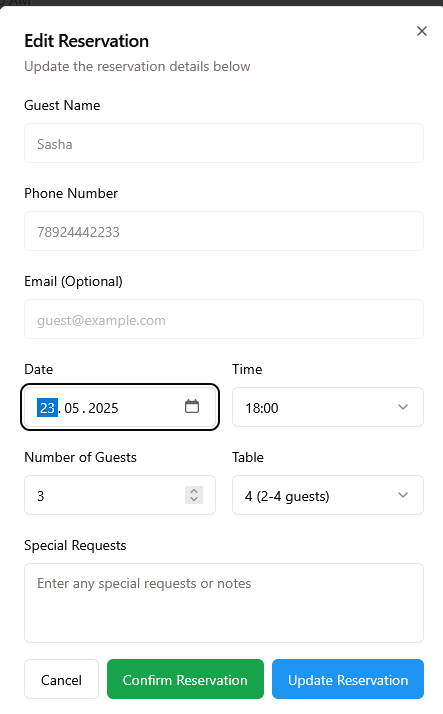 Edit Reservation
Update the reservation details below
Guest Name
Sasha
Phone Number
78924442233
Email (Optional)
guest@example.com
Date Time
23.05.2025 18:00
Number of Guests Table
3 4 (2-4 guests)
Special Requests
Enter any special requests or notes
Cancel Confirm Reservation Update Reservation